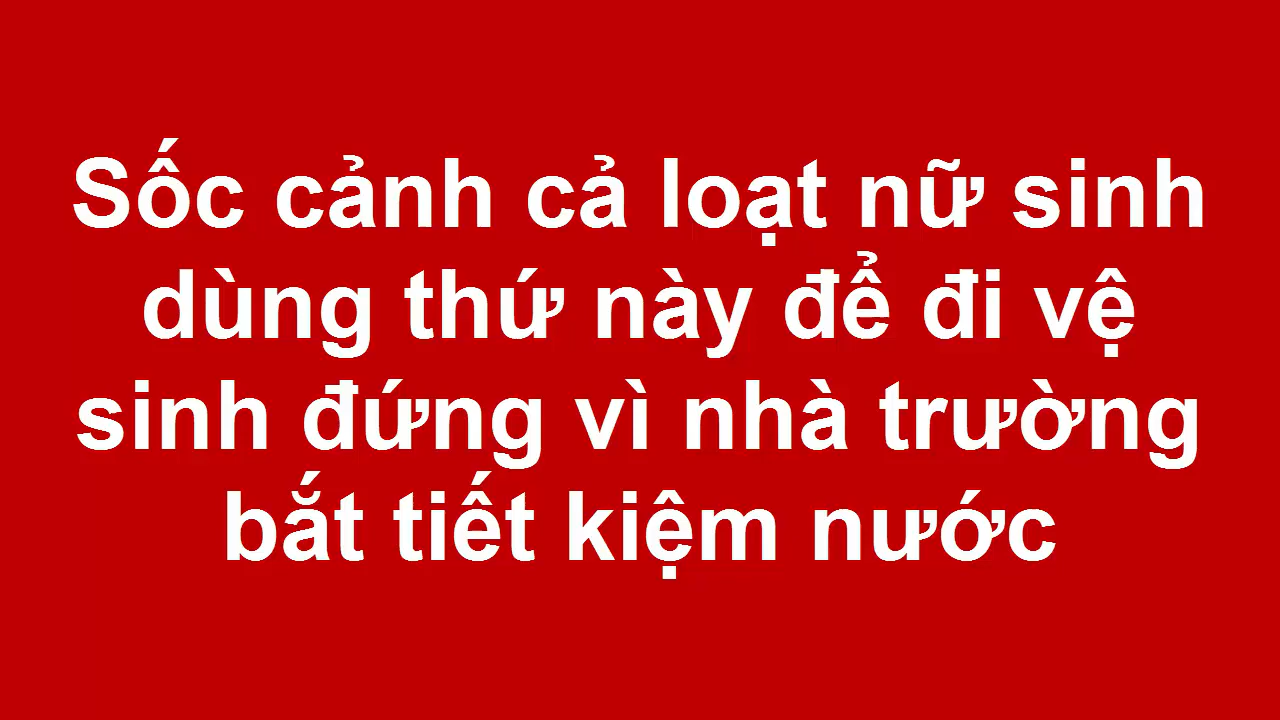 Sốc cảnh cả loạt nữ sinh
dùng thứ này để đi vệ
sinh đứng vì nhà trường
bắt tiết kiệm nước